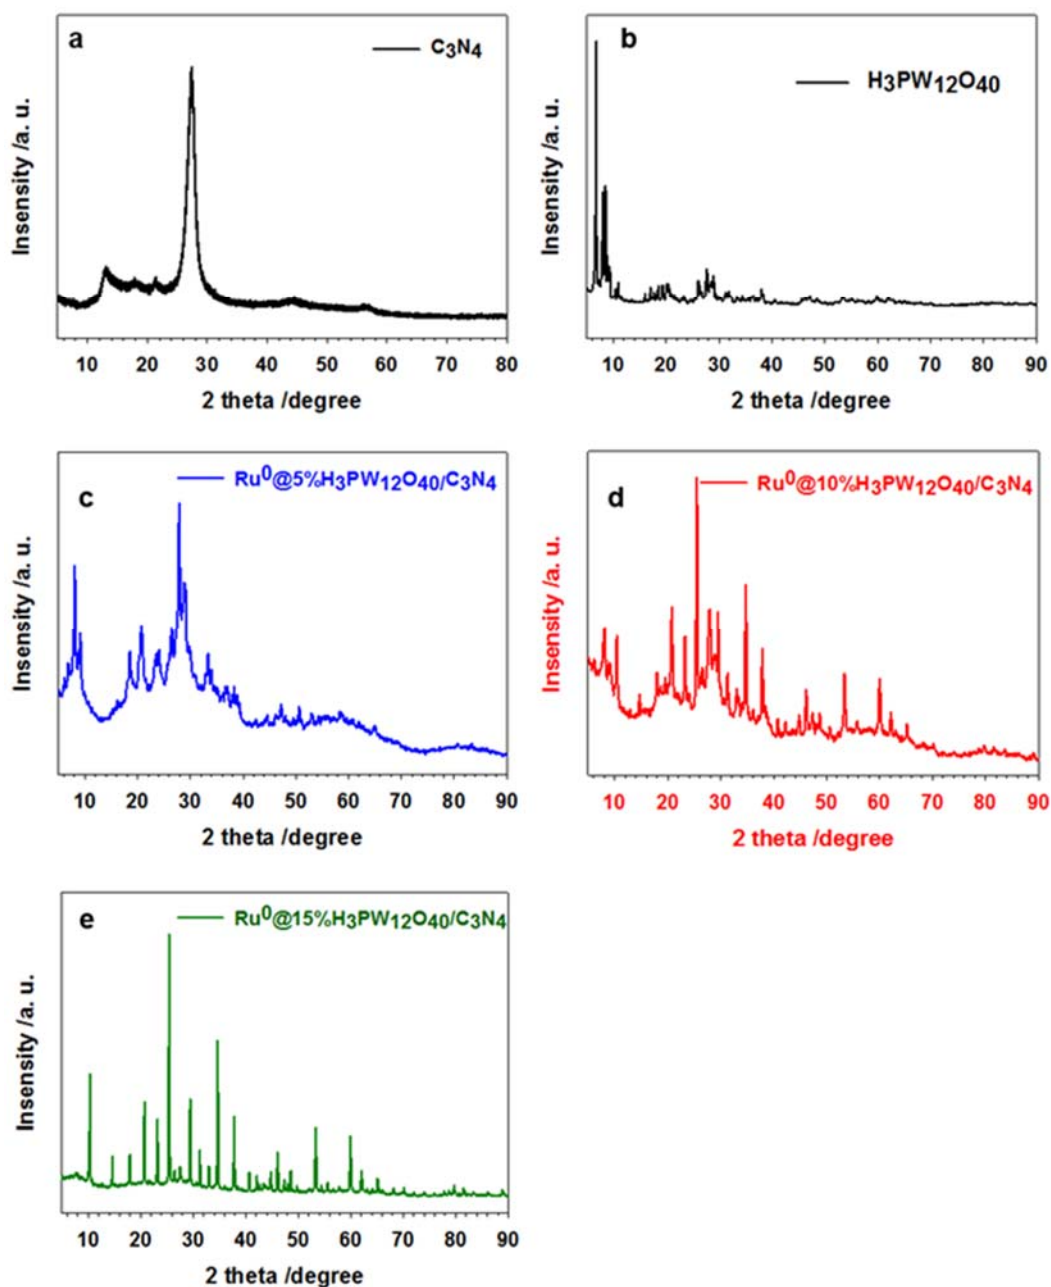 a
C3N4
Insensity /a. u.
10 20 30 40 50 60 70 80
2 theta /degree
b
H3PW12O40
Insensity /a. u.
10 20 30 40 50 60 70 80 90
2 theta /degree
c
Ru0@5%H3PW12O40/C3N4
Insensity /a. u.
10 20 30 40 50 60 70 80 90
2 theta /degree
d
Ru0@10%H3PW12O40/C3N4
Insensity /a. u.
10 20 30 40 50 60 70 80 90
2 theta /degree
e
Ru0@15%H3PW12O40/C3N4
Insensity /a. u.
10 20 30 40 50 60 70 80 90
2 theta /degree